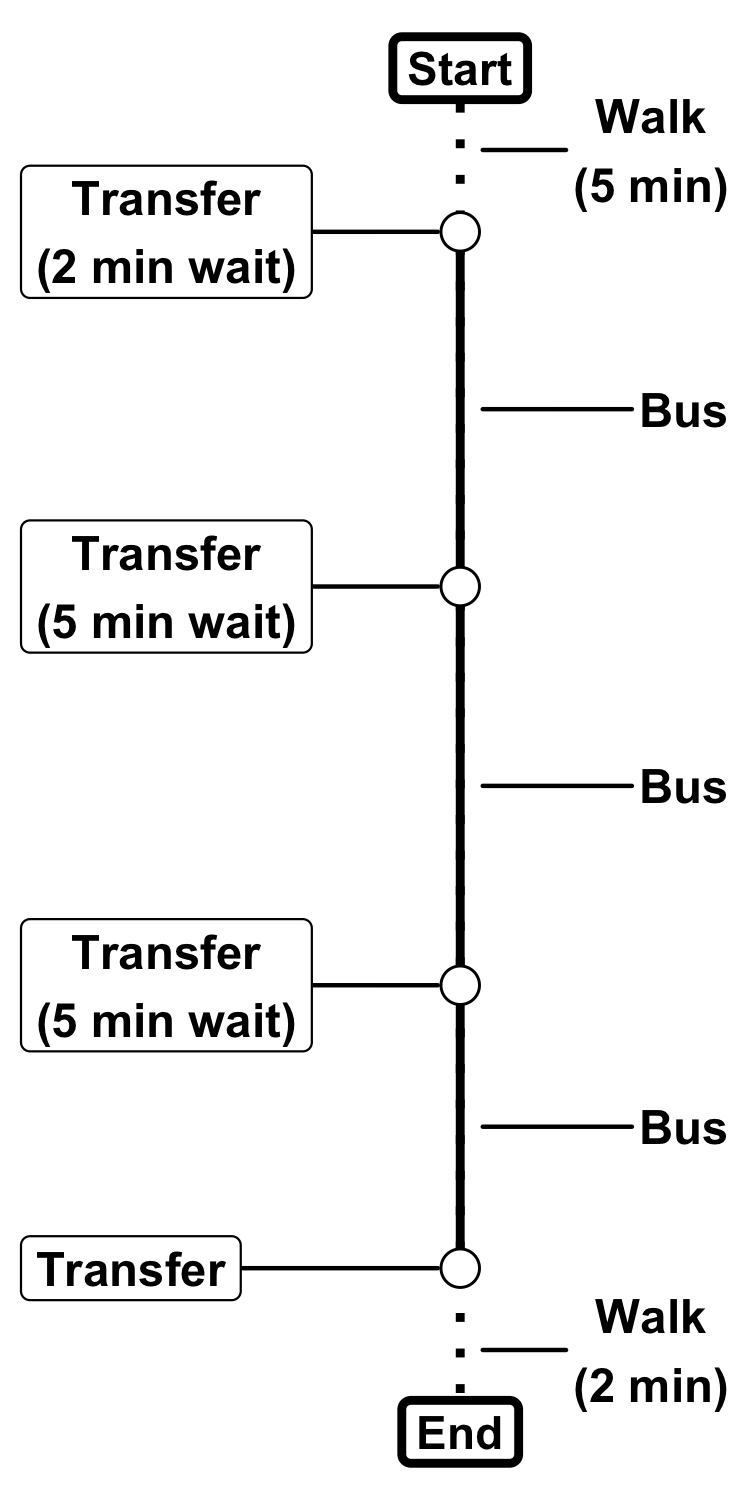 Start
Walk
(5 min)
Transfer
(2 min wait)
Bus
Transfer
(5 min wait)
Bus
Transfer
(5 min wait)
Bus
Transfer
Walk
(2 min)
End